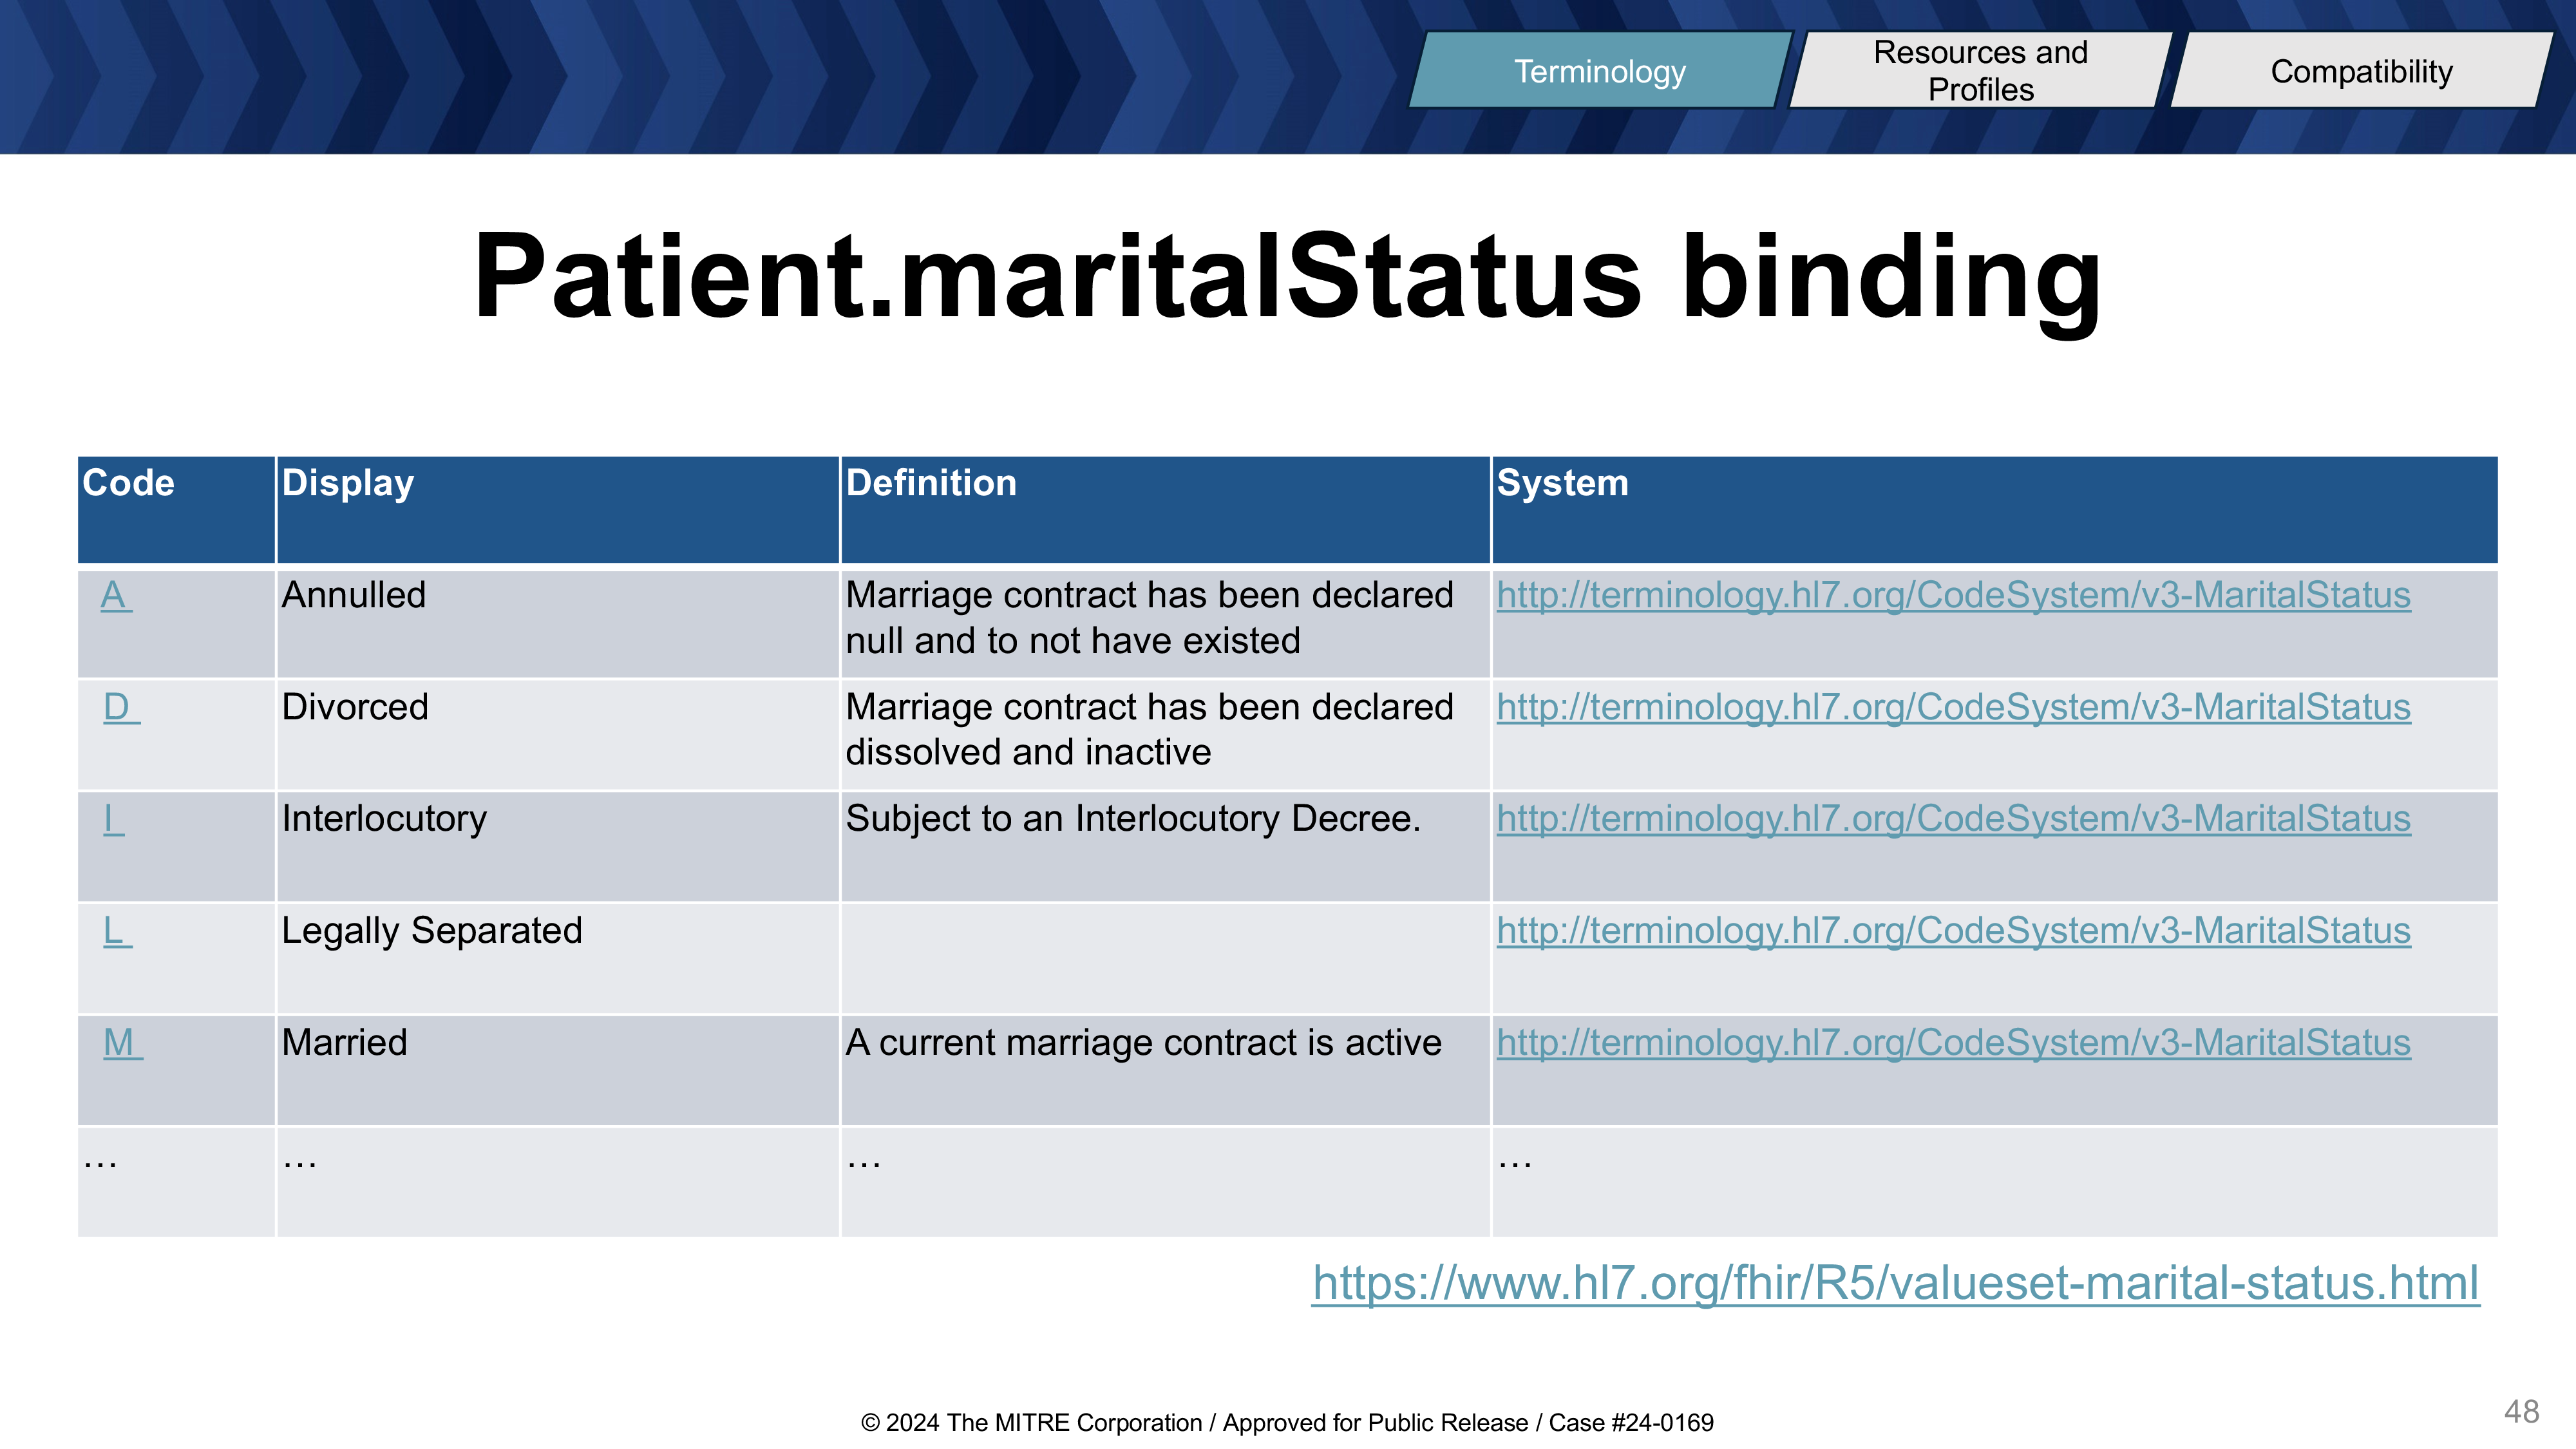 Terminology
Resources and
Profiles
Compatibility
Patient.maritalStatus binding
Code Display Definition System
A Annulled Marriage contract has been declared http://terminology.hl7.org/CodeSystem/v3-MaritalStatus
null and to not have existed
D Divorced Marriage contract has been declared http://terminology.hl7.org/CodeSystem/v3-MaritalStatus
dissolved and inactive
I Interlocutory Subject to an Interlocutory Decree. http://terminology.hl7.org/CodeSystem/v3-MaritalStatus
L Legally Separated http://terminology.hl7.org/CodeSystem/v3-MaritalStatus
M Married A current marriage contract is active http://terminology.hl7.org/CodeSystem/v3-MaritalStatus
… … … …
https://www.hl7.org/fhir/R5/valueset-marital-status.html
© 2024 The MITRE Corporation / Approved for Public Release / Case #24-0169
48